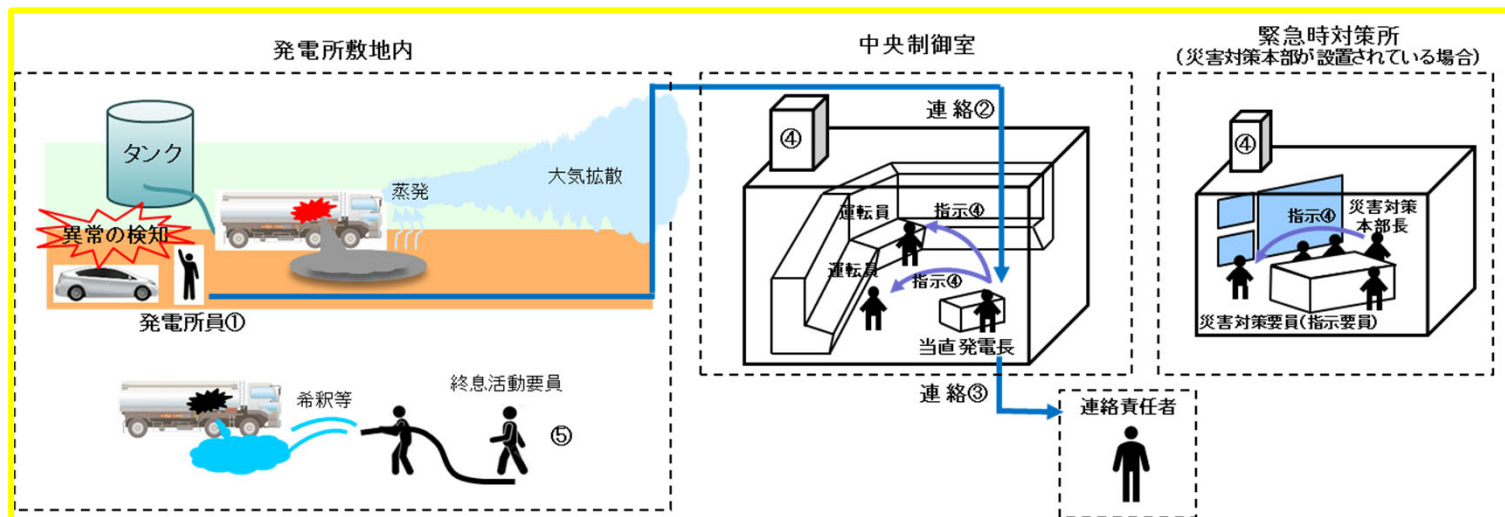 発電所敷地内
タンク
異常の検知
発電所員①
蒸発
大気拡散
希釈等
終息活動要員
⑤
中央制御室
連絡②
④
運転員
指示④
運転員
指示④
当直発電長
連絡③
連絡責任者
緊急時対策所
(災害対策本部が設置されている場合)
④
指示④
災害対策
本部長
災害対策要員(指示要員)